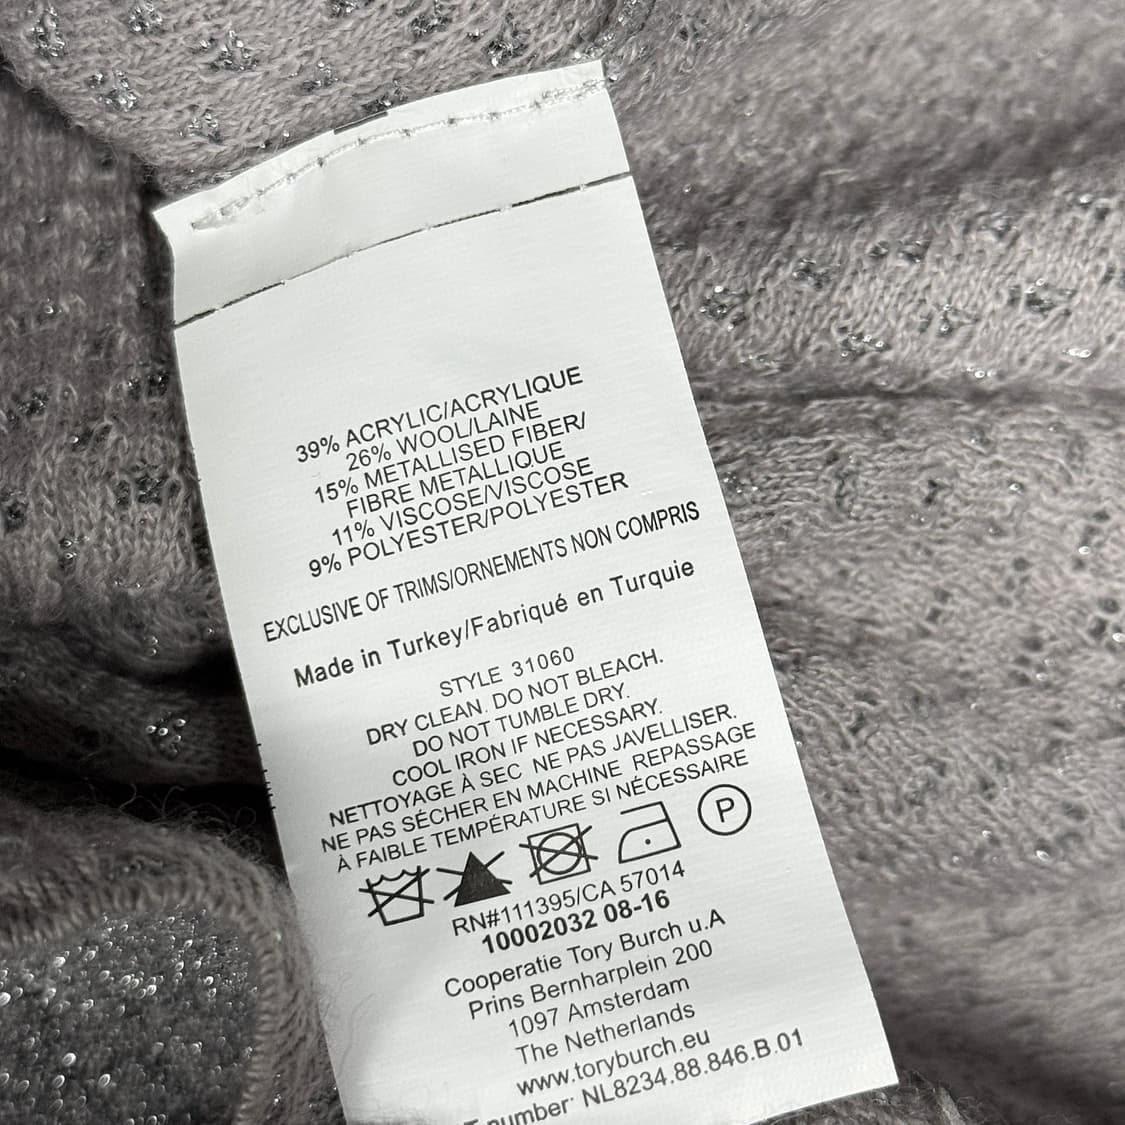 39% ACRYLIC/ACRYLIQUE
26% WOOL/LAINE
15% METALLISED FIBER/
FIBRE METALLIQUE
11% VISCOSE/VISCOSE
9% POLYESTER/POLYESTER
EXCLUSIVE OF TRIMS/ORNEMENTS NON COMPRIS
Made in Turkey/Fabriqué en Turquie
STYLE 31060
DRY CLEAN. DO NOT BLEACH.
DO NOT TUMBLE DRY.
COOL IRON IF NECESSARY.
NETTOYAGE À SEC NE PAS JAVELLISER.
NE PAS SÉCHER EN MACHINE REPASSAGE
À FAIBLE TEMPÉRATURE SI NÉCESSAIRE
P
RN#111395/CA 57014
10002032 08-16
Cooperatie Tory Burch u.A
Prins Bernharplein 200
1097 Amsterdam
The Netherlands
www.toryburch.eu
number NL8234.88.846.B.01